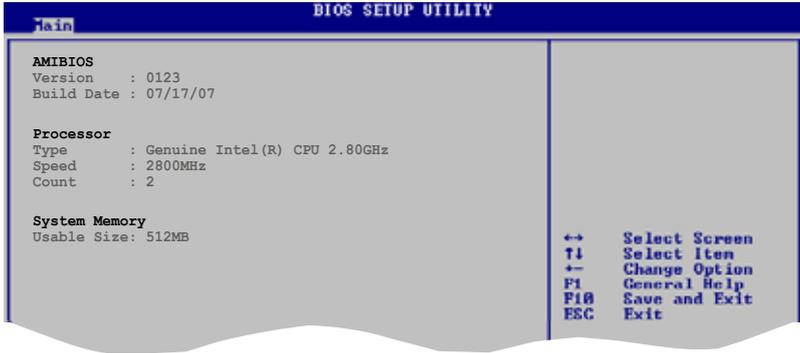 BIOS SETUP UTILITY
Main
AMIBIOS
Version : 0123
Build Date : 07/17/07
Processor
Type : Genuine Intel(R) CPU 2.80GHz
Speed : 2800MHz
Count : 2
System Memory
Usable Size: 512MB
←→ Select Screen
↑↓ Select Item
+- Change Option
F1 General Help
F10 Save and Exit
ESC Exit